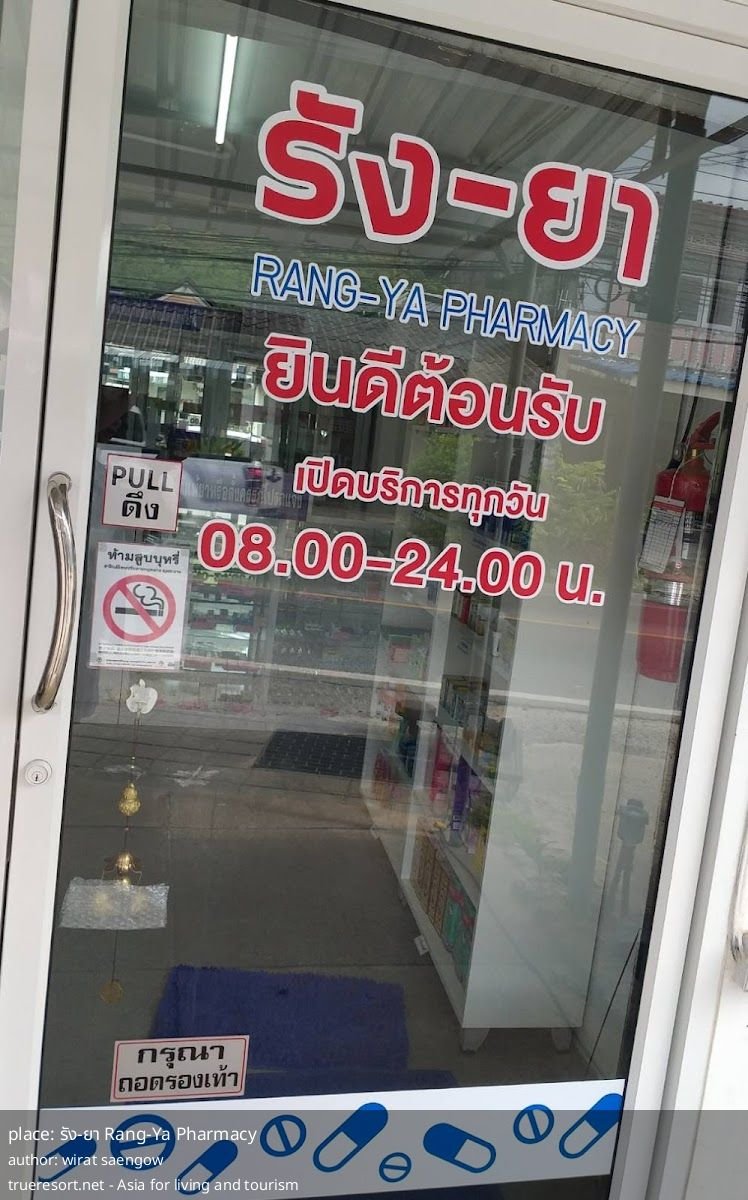 รัง-ยา
RANG-YA PHARMACY
ยินดีต้อนรับ
เปิดบริการทุกวัน
08.00-24.00 น.
PULL
ดึง
ห้ามสูบบุหรี่
กรุณา
ถอดรองเท้า
place: รัง-ยา Rang-Ya Pharmacy
author: wirat saengow
trueresort.net - Asia for living and tourism